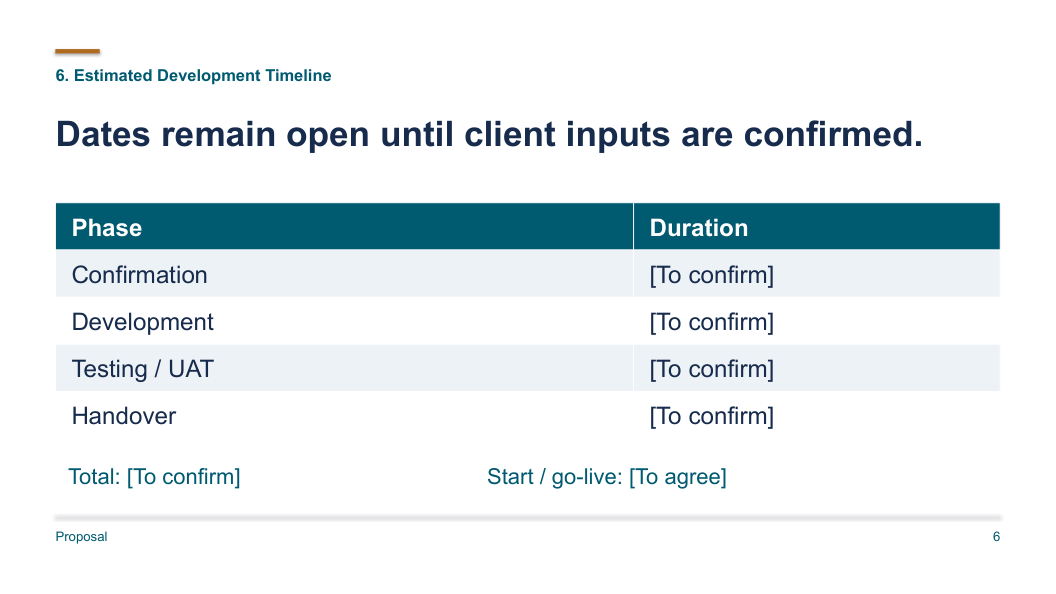 6. Estimated Development Timeline
Dates remain open until client inputs are confirmed.
Phase Duration
Confirmation [To confirm]
Development [To confirm]
Testing / UAT [To confirm]
Handover [To confirm]
Total: [To confirm] Start / go-live: [To agree]
Proposal 6